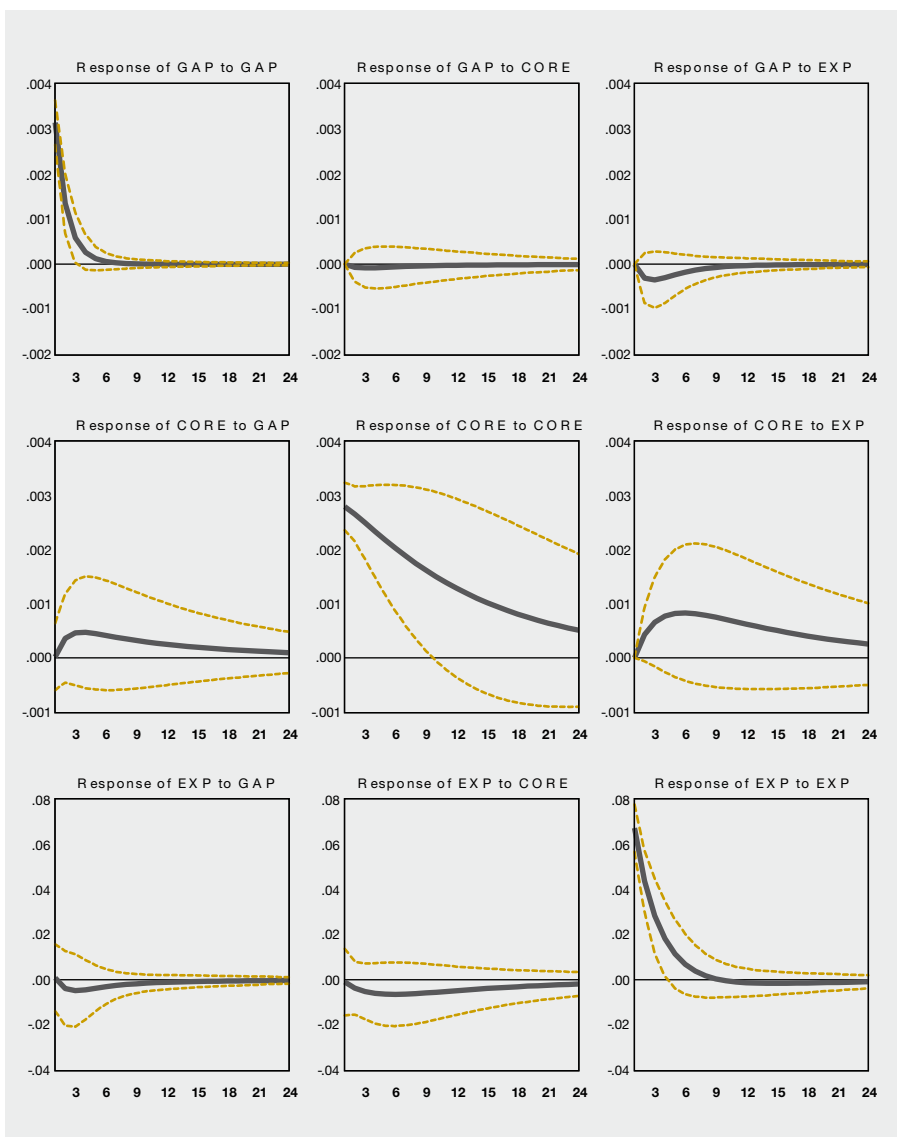 Response of GAP to GAP
Response of GAP to CORE
Response of GAP to EXP
.004 .004 .004
.003 .003 .003
.002 .002 .002
.001 .001 .001
.000 .000 .000
-.001 -.001 -.001
-.002 -.002 -.002
3 6 9 12 15 18 21 24 3 6 9 12 15 18 21 24 3 6 9 12 15 18 21 24
Response of CORE to GAP
Response of CORE to CORE
Response of CORE to EXP
.004 .004 .004
.003 .003 .003
.002 .002 .002
.001 .001 .001
.000 .000 .000
-.001 -.001 -.001
3 6 9 12 15 18 21 24 3 6 9 12 15 18 21 24 3 6 9 12 15 18 21 24
Response of EXP to GAP
Response of EXP to CORE
Response of EXP to EXP
.08 .08 .08
.06 .06 .06
.04 .04 .04
.02 .02 .02
.00 .00 .00
-.02 -.02 -.02
-.04 -.04 -.04
3 6 9 12 15 18 21 24 3 6 9 12 15 18 21 24 3 6 9 12 15 18 21 24